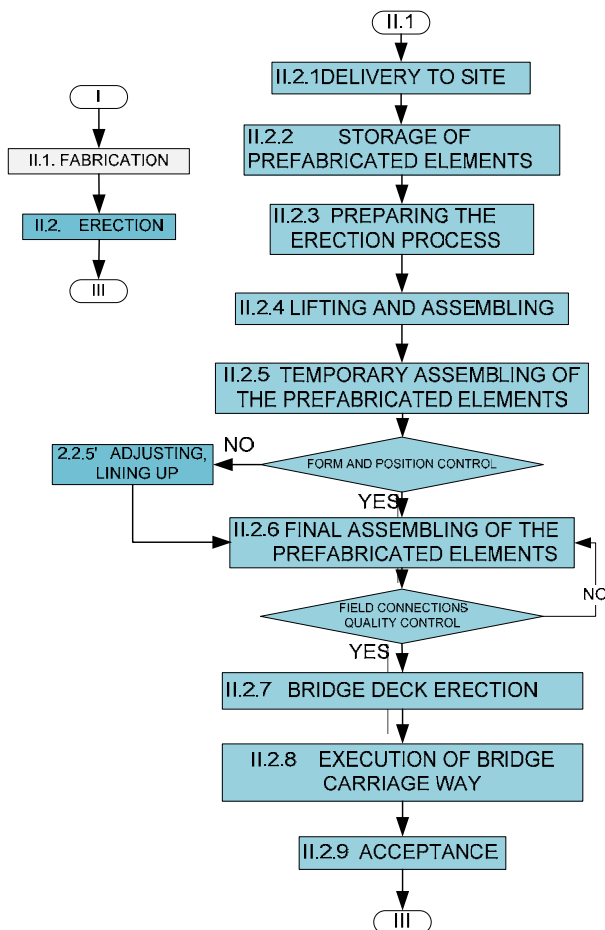 I
II.1. FABRICATION
II.2. ERECTION
III
II.1
II.2.1DELIVERY TO SITE
II.2.2 STORAGE OF
PREFABRICATED ELEMENTS
II.2.3 PREPARING THE
ERECTION PROCESS
II.2.4 LIFTING AND ASSEMBLING
II.2.5 TEMPORARY ASSEMBLING OF
THE PREFABRICATED ELEMENTS
FORM AND POSITION CONTROL
NO
2.2.5' ADJUSTING,
LINING UP
YES
II.2.6 FINAL ASSEMBLING OF THE
PREFABRICATED ELEMENTS
FIELD CONNECTIONS
QUALITY CONTROL
NO
YES
II.2.7 BRIDGE DECK ERECTION
II.2.8 EXECUTION OF BRIDGE
CARRIAGE WAY
II.2.9 ACCEPTANCE
III